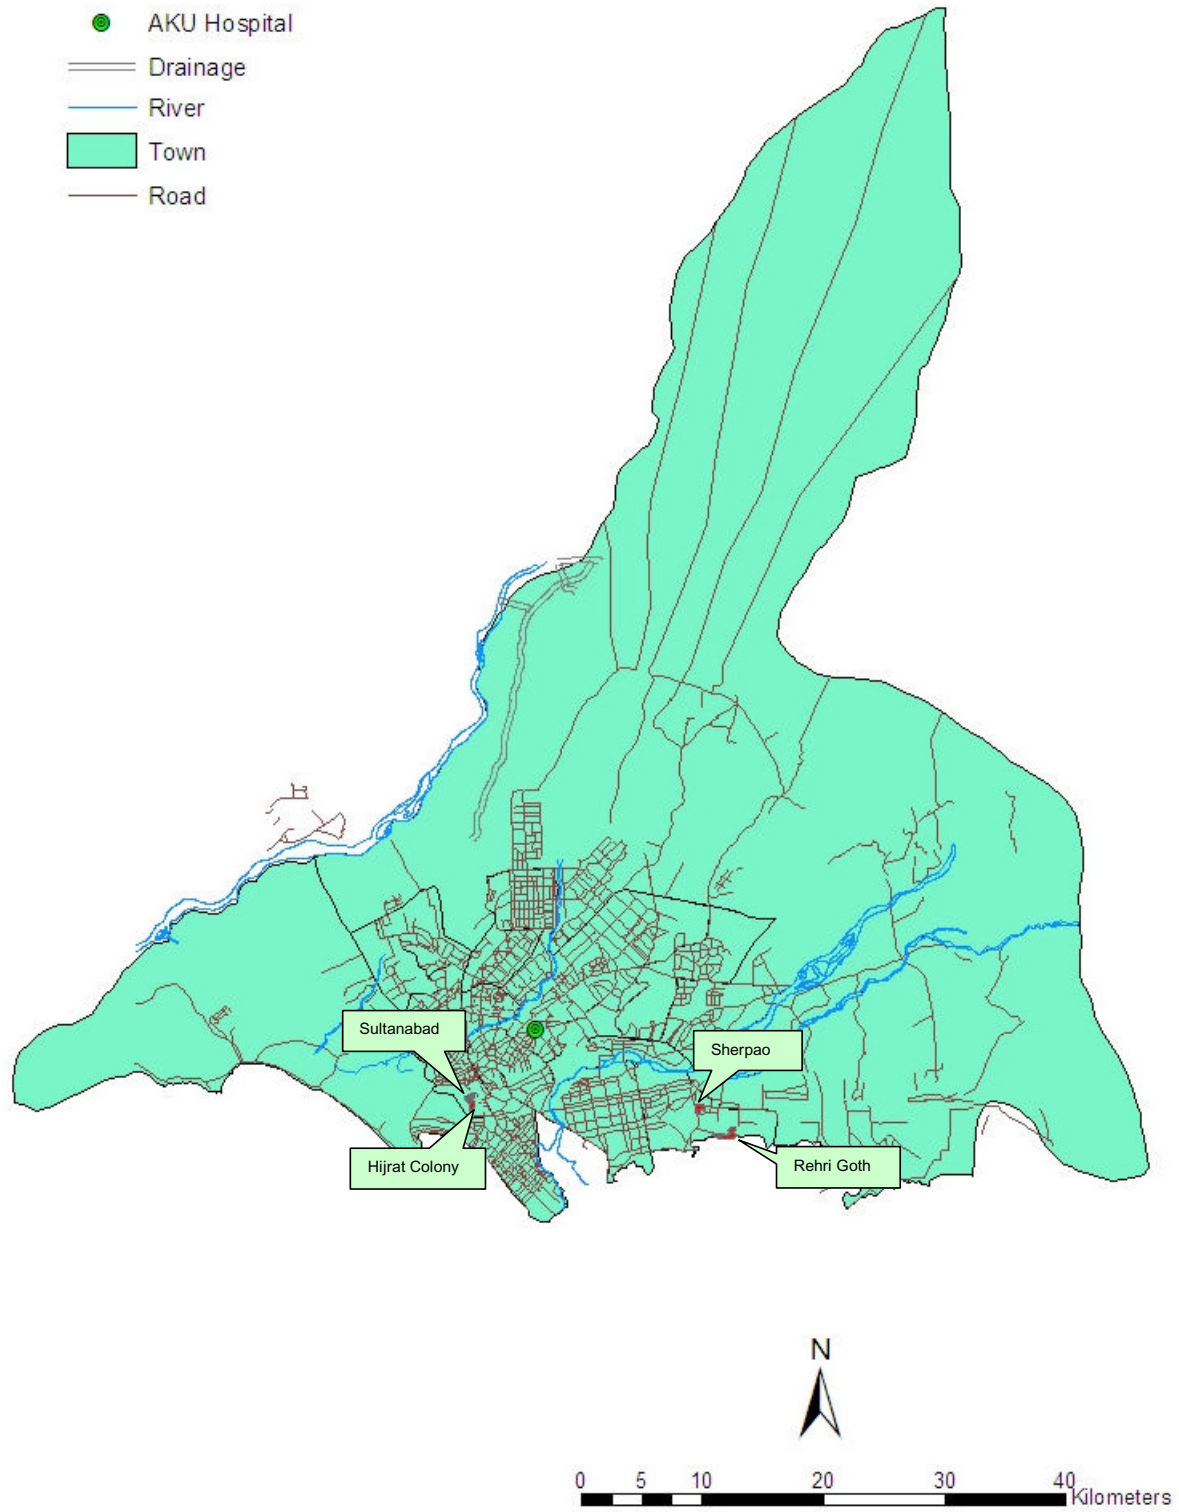 AKU Hospital
Drainage
River
Town
Road
Sultanabad
Sherpao
Hijrat Colony
Rehri Goth
N
0 5 10 20 30 40
Kilometers